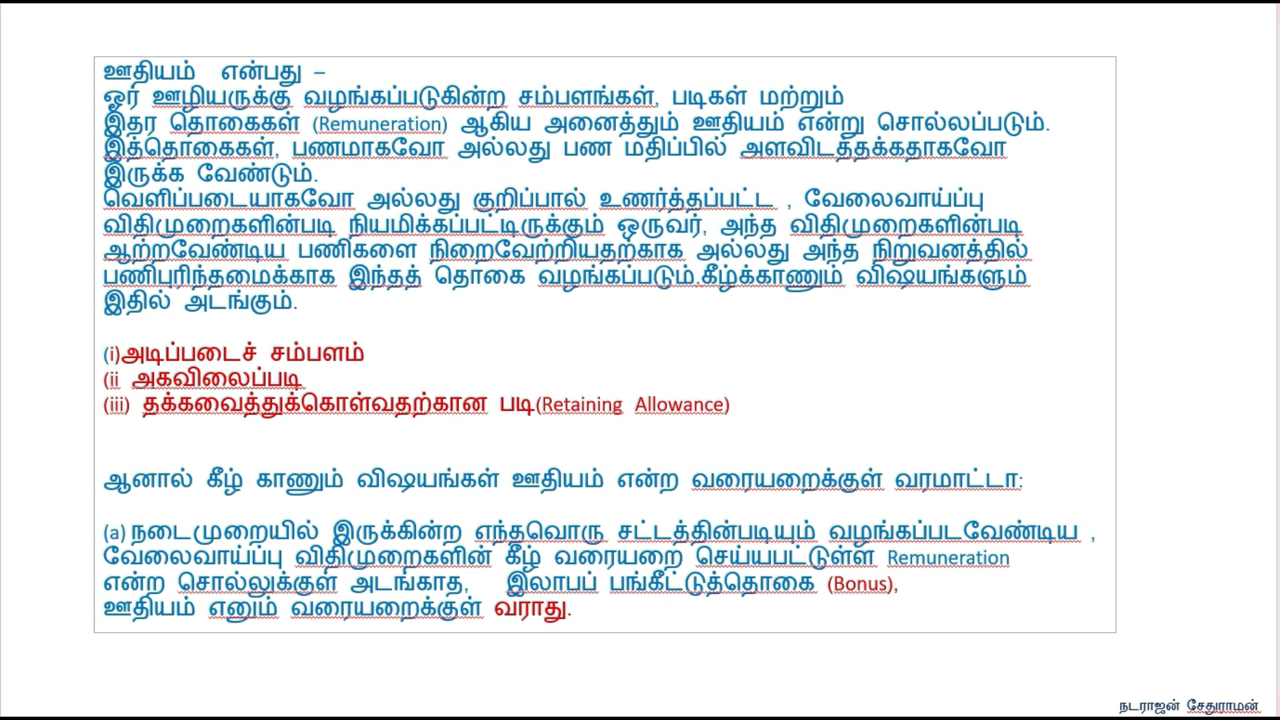 ஊதியம் என்பது –
ஓர் ஊழியருக்கு வழங்கப்படுகின்ற சம்பளங்கள், படிகள் மற்றும்
இதர தொகைகள் (Remuneration) ஆகிய அனைத்தும் ஊதியம் என்று சொல்லப்படும்.
இத்தொகைகள், பணமாகவோ அல்லது பண மதிப்பில் அளவிடத்தக்கதாகவோ
இருக்க வேண்டும்.
வெளிப்படையாகவோ அல்லது குறிப்பால் உணர்த்தப்பட்ட , வேலைவாய்ப்பு
விதிமுறைகளின்படி நியமிக்கப்பட்டிருக்கும் ஒருவர், அந்த விதிமுறைகளின்படி
ஆற்றவேண்டிய பணிகளை நிறைவேற்றியதற்காக அல்லது அந்த நிறுவனத்தில்
பணிபுரிந்தமைக்காக இந்தத் தொகை வழங்கப்படும்.கீழ்க்காணும் விஷயங்களும்
இதில் அடங்கும்.
(i)அடிப்படைச் சம்பளம்
(ii அகவிலைப்படி
(iii) தக்கவைத்துக்கொள்வதற்கான படி(Retaining Allowance)
ஆனால் கீழ் காணும் விஷயங்கள் ஊதியம் என்ற வரையறைக்குள் வரமாட்டா:
(a) நடைமுறையில் இருக்கின்ற எந்தவொரு சட்டத்தின்படியும் வழங்கப்படவேண்டிய ,
வேலைவாய்ப்பு விதிமுறைகளின் கீழ் வரையறை செய்யபட்டுள்ள Remuneration
என்ற சொல்லுக்குள் அடங்காத, இலாபப் பங்கீட்டுத்தொகை (Bonus),
ஊதியம் எனும் வரையறைக்குள் வராது.
நடராஜன் சேதுராமன்